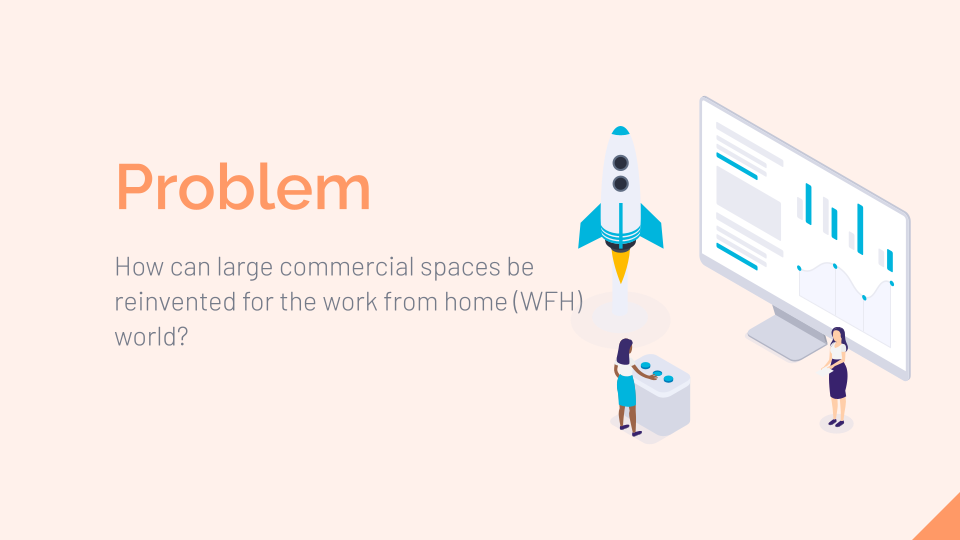 Problem
How can large commercial spaces be
reinvented for the work from home (WFH)
world?